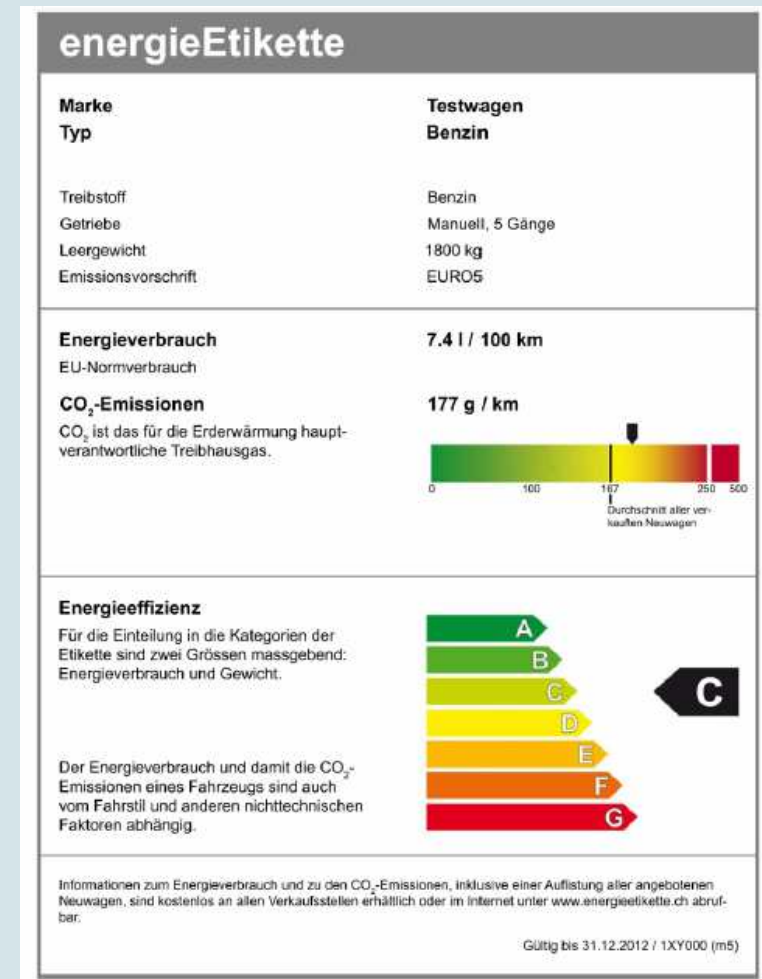 energieEtikette
Marke Testwagen
Typ Benzin
Treibstoff Benzin
Getriebe Manuell, 5 Gänge
Leergewicht 1800 kg
Emissionsvorschrift EURO5
Energieverbrauch 7.4 l / 100 km
EU-Normverbrauch
CO₂-Emissionen 177 g / km
CO₂ ist das für die Erderwärmung haupt-
verantwortliche Treibhausgas.
0 100 167 250 500
Durchschnitt aller ver-
kauften Neuwagen
Energieeffizienz
Für die Einteilung in die Kategorien der
Etikette sind zwei Grössen massgebend:
Energieverbrauch und Gewicht.
Der Energieverbrauch und damit die CO₂-
Emissionen eines Fahrzeugs sind auch
vom Fahrstil und anderen nichttechnischen
Faktoren abhängig.
A
B
C
D
E
F
G
C
Informationen zum Energieverbrauch und zu den CO₂-Emissionen, inklusive einer Auflistung aller angebotenen
Neuwagen, sind kostenlos an allen Verkaufsstellen erhältlich oder im Internet unter www.energieetikette.ch abruf-
bar.
Gültig bis 31.12.2012 / 1XY000 (m5)